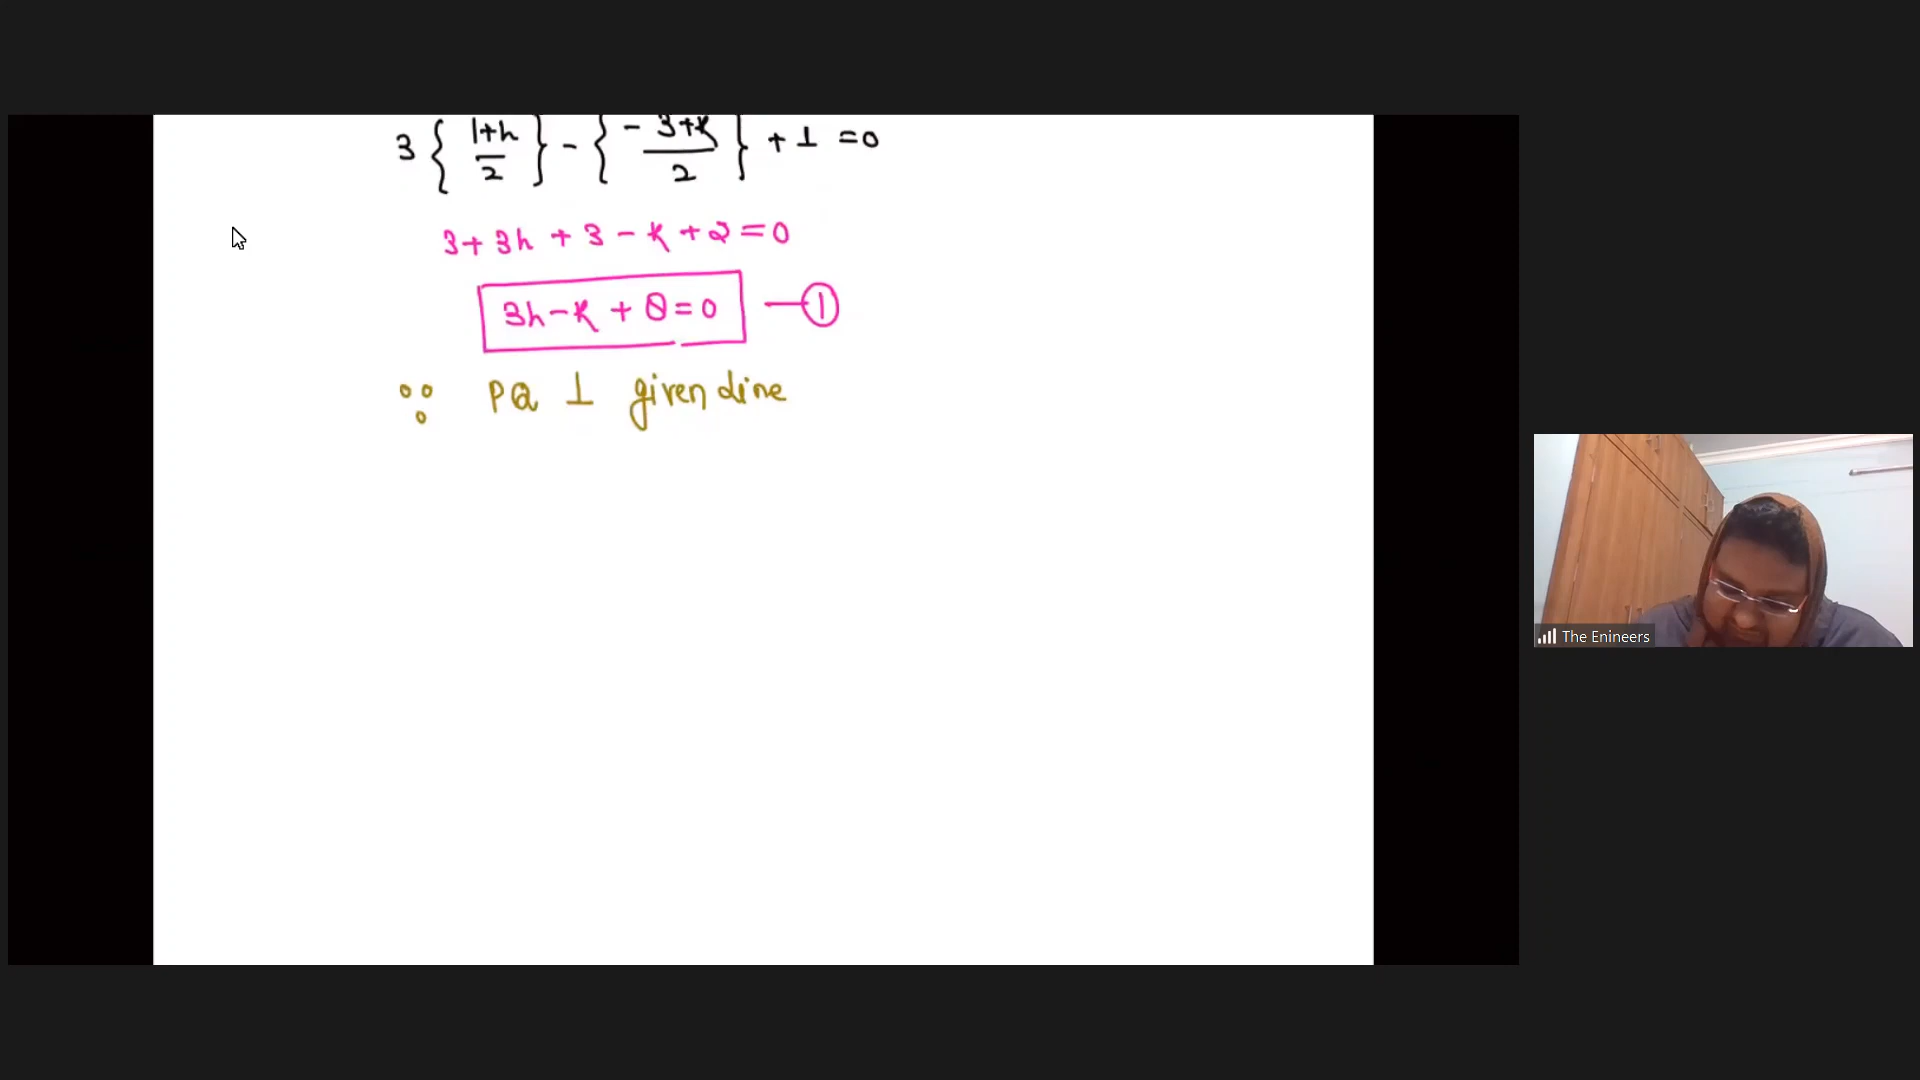 3 { 1+h / 2 } - { -3+k / 2 } + 1 = 0
3 + 3h + 3 - k + 2 = 0
3h - k + 8 = 0 — ①
∵ PQ ⊥ given line
The Enineers